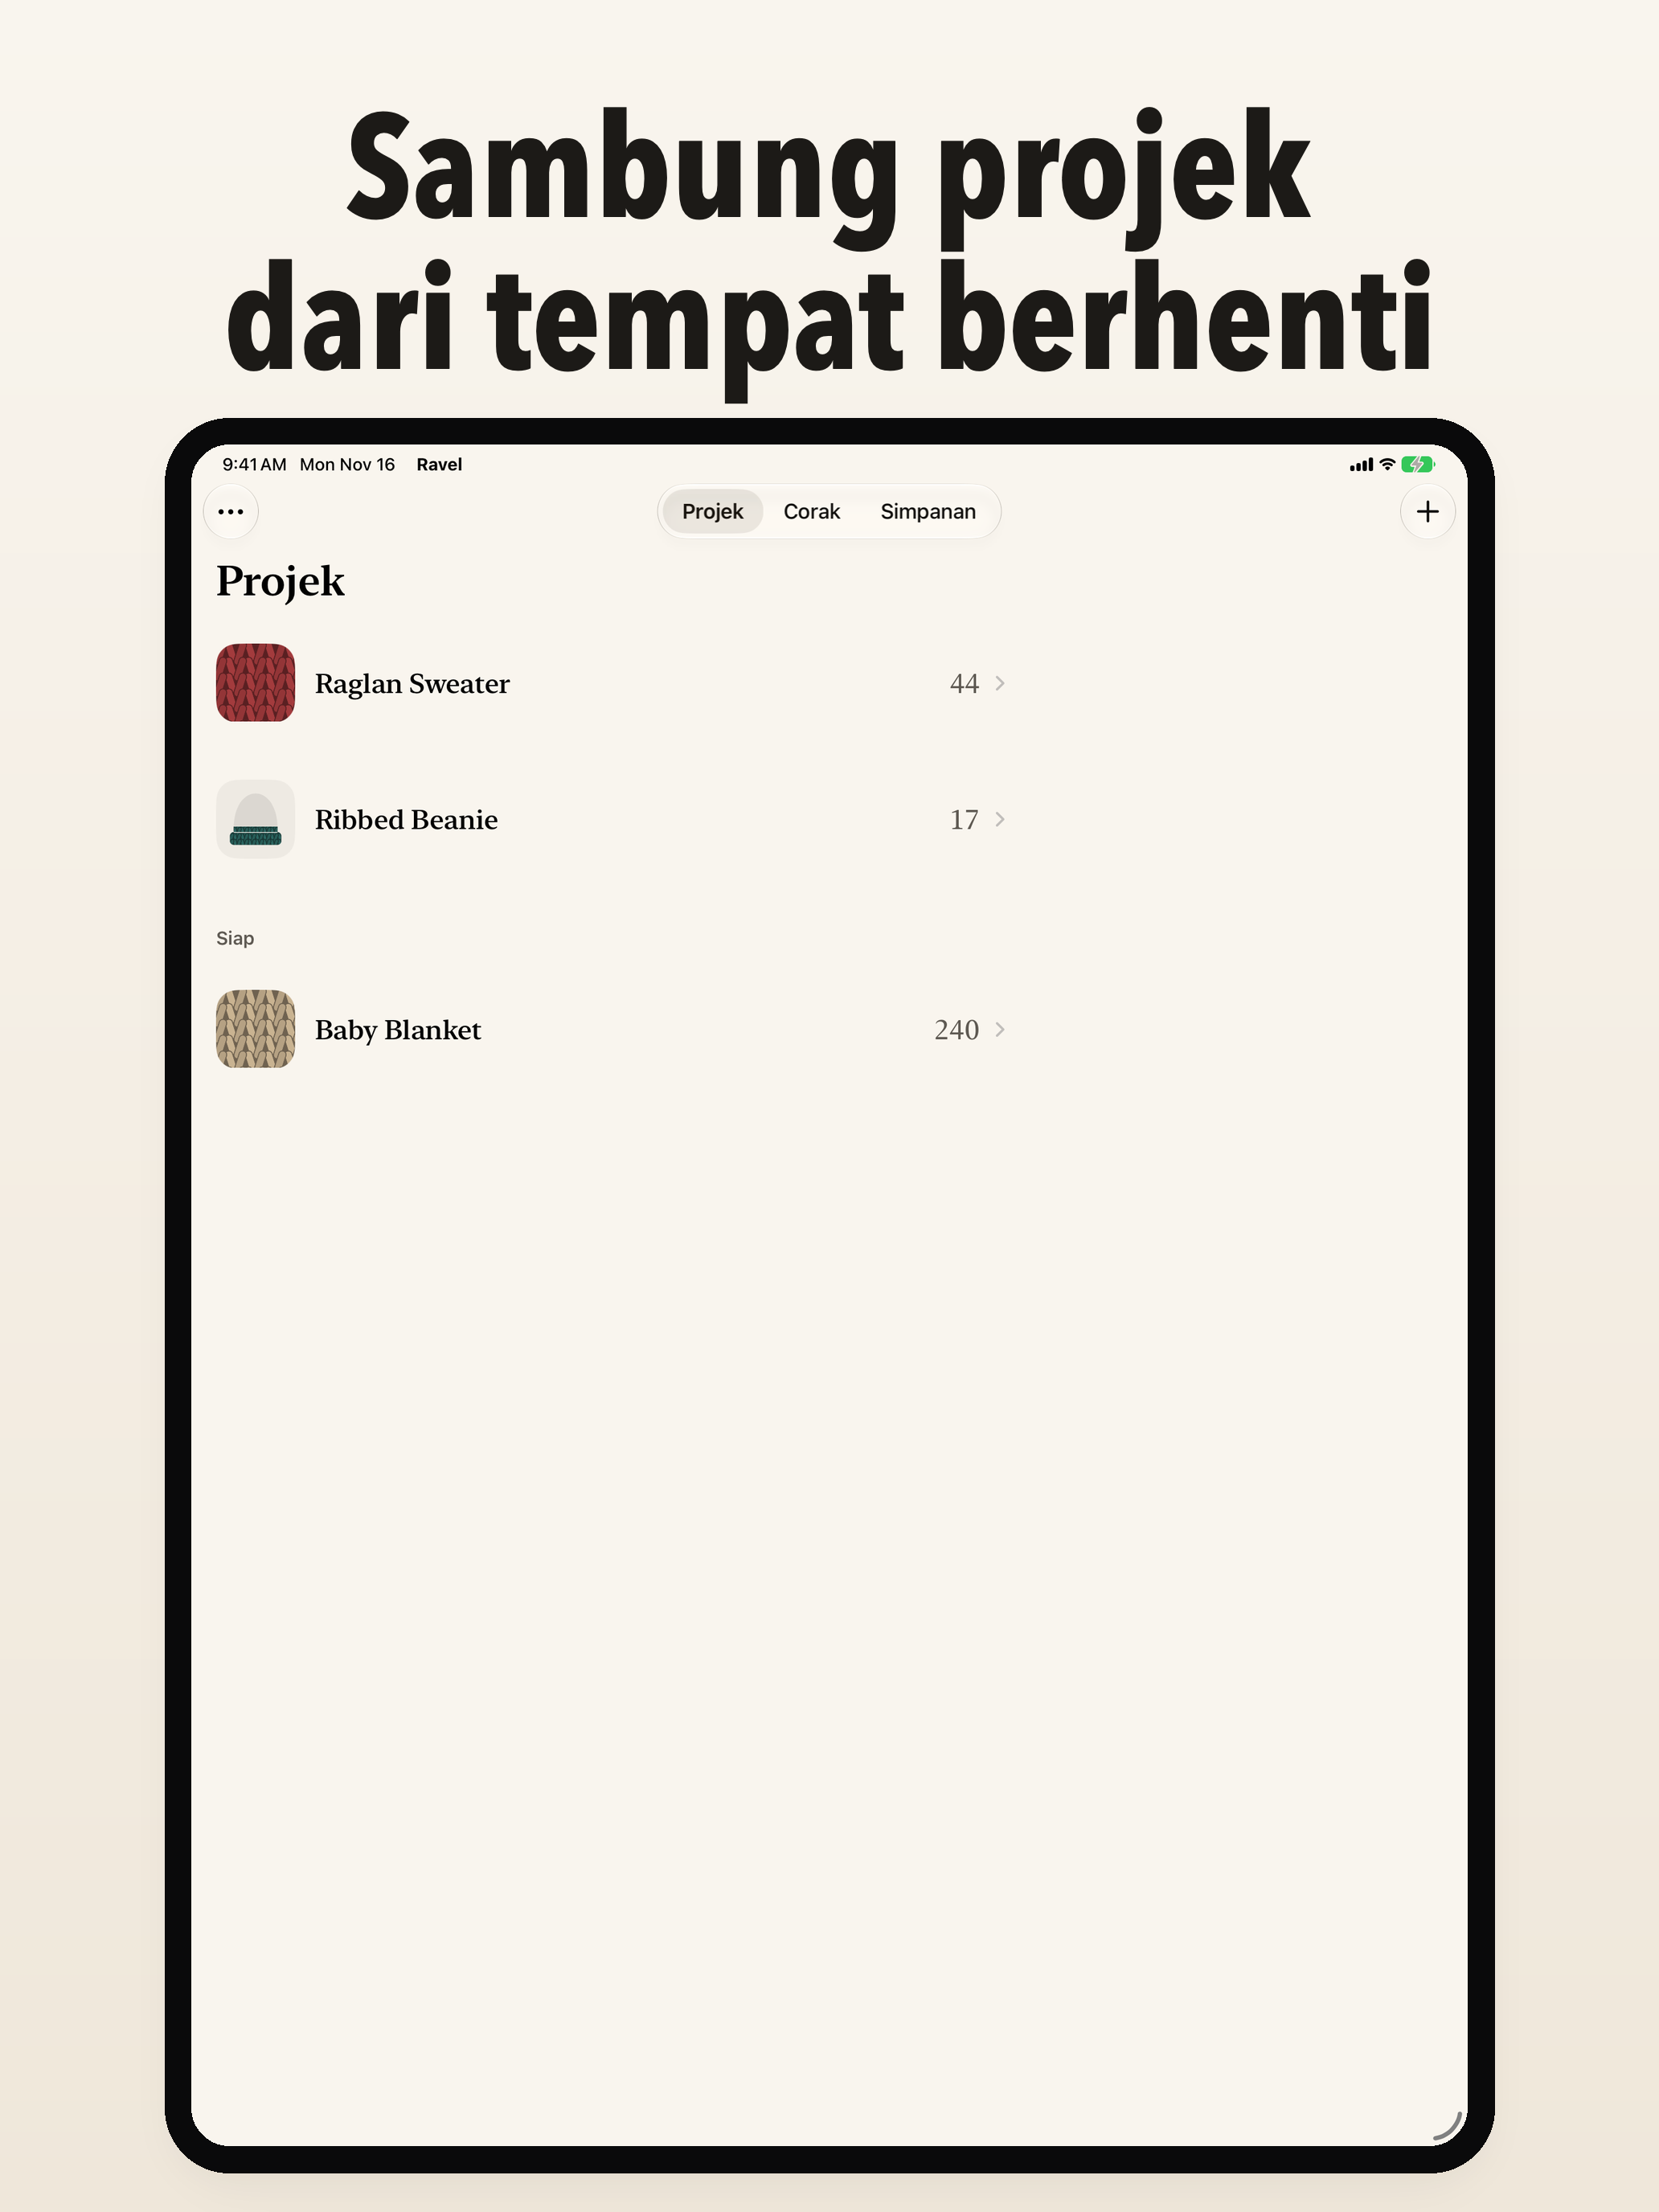 Sambung projek
dari tempat berhenti
9:41 AM Mon Nov 16 Ravel
Projek Corak Simpanan
Projek
Raglan Sweater 44
Ribbed Beanie 17
Siap
Baby Blanket 240